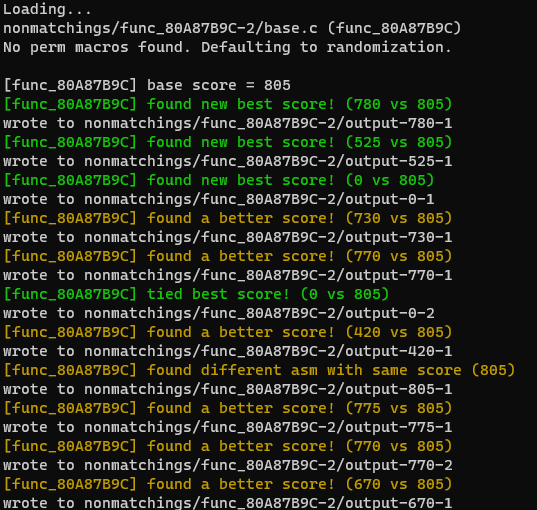 Loading...
nonmatchings/func_80A87B9C-2/base.c (func_80A87B9C)
No perm macros found. Defaulting to randomization.
[func_80A87B9C] base score = 805
[func_80A87B9C] found new best score! (780 vs 805)
wrote to nonmatchings/func_80A87B9C-2/output-780-1
[func_80A87B9C] found new best score! (525 vs 805)
wrote to nonmatchings/func_80A87B9C-2/output-525-1
[func_80A87B9C] found new best score! (0 vs 805)
wrote to nonmatchings/func_80A87B9C-2/output-0-1
[func_80A87B9C] found a better score! (730 vs 805)
wrote to nonmatchings/func_80A87B9C-2/output-730-1
[func_80A87B9C] found a better score! (770 vs 805)
wrote to nonmatchings/func_80A87B9C-2/output-770-1
[func_80A87B9C] tied best score! (0 vs 805)
wrote to nonmatchings/func_80A87B9C-2/output-0-2
[func_80A87B9C] found a better score! (420 vs 805)
wrote to nonmatchings/func_80A87B9C-2/output-420-1
[func_80A87B9C] found different asm with same score (805)
wrote to nonmatchings/func_80A87B9C-2/output-805-1
[func_80A87B9C] found a better score! (775 vs 805)
wrote to nonmatchings/func_80A87B9C-2/output-775-1
[func_80A87B9C] found a better score! (770 vs 805)
wrote to nonmatchings/func_80A87B9C-2/output-770-2
[func_80A87B9C] found a better score! (670 vs 805)
wrote to nonmatchings/func_80A87B9C-2/output-670-1